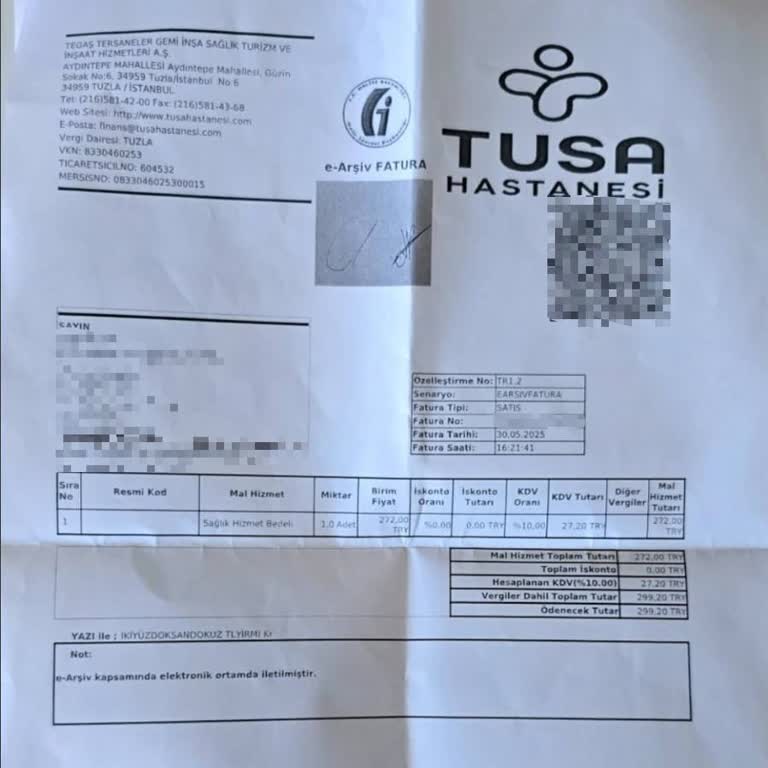 TEGAŞ TERSANELER GEMİ İNŞA SAĞLIK TURİZM VE
İNŞAAT HİZMETLERİ A.Ş.
AYDINTEPE MAHALLESİ Aydıntepe Mahallesi, Gürin
Sokak No:6, 34959 Tuzla/İstanbul No 6
34959 TUZLA / İSTANBUL
Tel: (216)581-42-00 Fax: (216)581-43-68
Web Sitesi: http://www.tusahastanesi.com
E-Posta: finans@tusahastanesi.com
Vergi Dairesi: TUZLA
VKN: 8330460253
TICARETSICILNO: 604532
MERSISNO: 0833046025300015
e-Arşiv FATURA
TUSA
HASTANESİ
SAYIN
Özelleştirme No: TR1.2
Senaryo: EARSIVFATURA
Fatura Tipi: SATIS
Fatura No:
Fatura Tarihi: 30.05.2025
Fatura Saati: 16:21:41
Sıra No Resmi Kod Mal Hizmet Miktar Birim Fiyat İskonto Oranı İskonto Tutarı KDV Oranı KDV Tutarı Diğer Vergiler Mal Hizmet Tutarı
1 Sağlık Hizmet Bedeli 1.0 Adet 272,00 TRY %0.00 0.00 TRY %10,00 27,20 TRY 272,00 TRY
Mal Hizmet Toplam Tutarı 272,00 TRY
Toplam İskonto 0,00 TRY
Hesaplanan KDV(%10.00) 27,20 TRY
Vergiler Dahil Toplam Tutar 299,20 TRY
Ödenecek Tutar 299,20 TRY
YAZI ile : IKİYÜZDOKSANDOKUZ TLYİRMİ Kr
Not:
e-Arşiv kapsamında elektronik ortamda iletilmiştir.